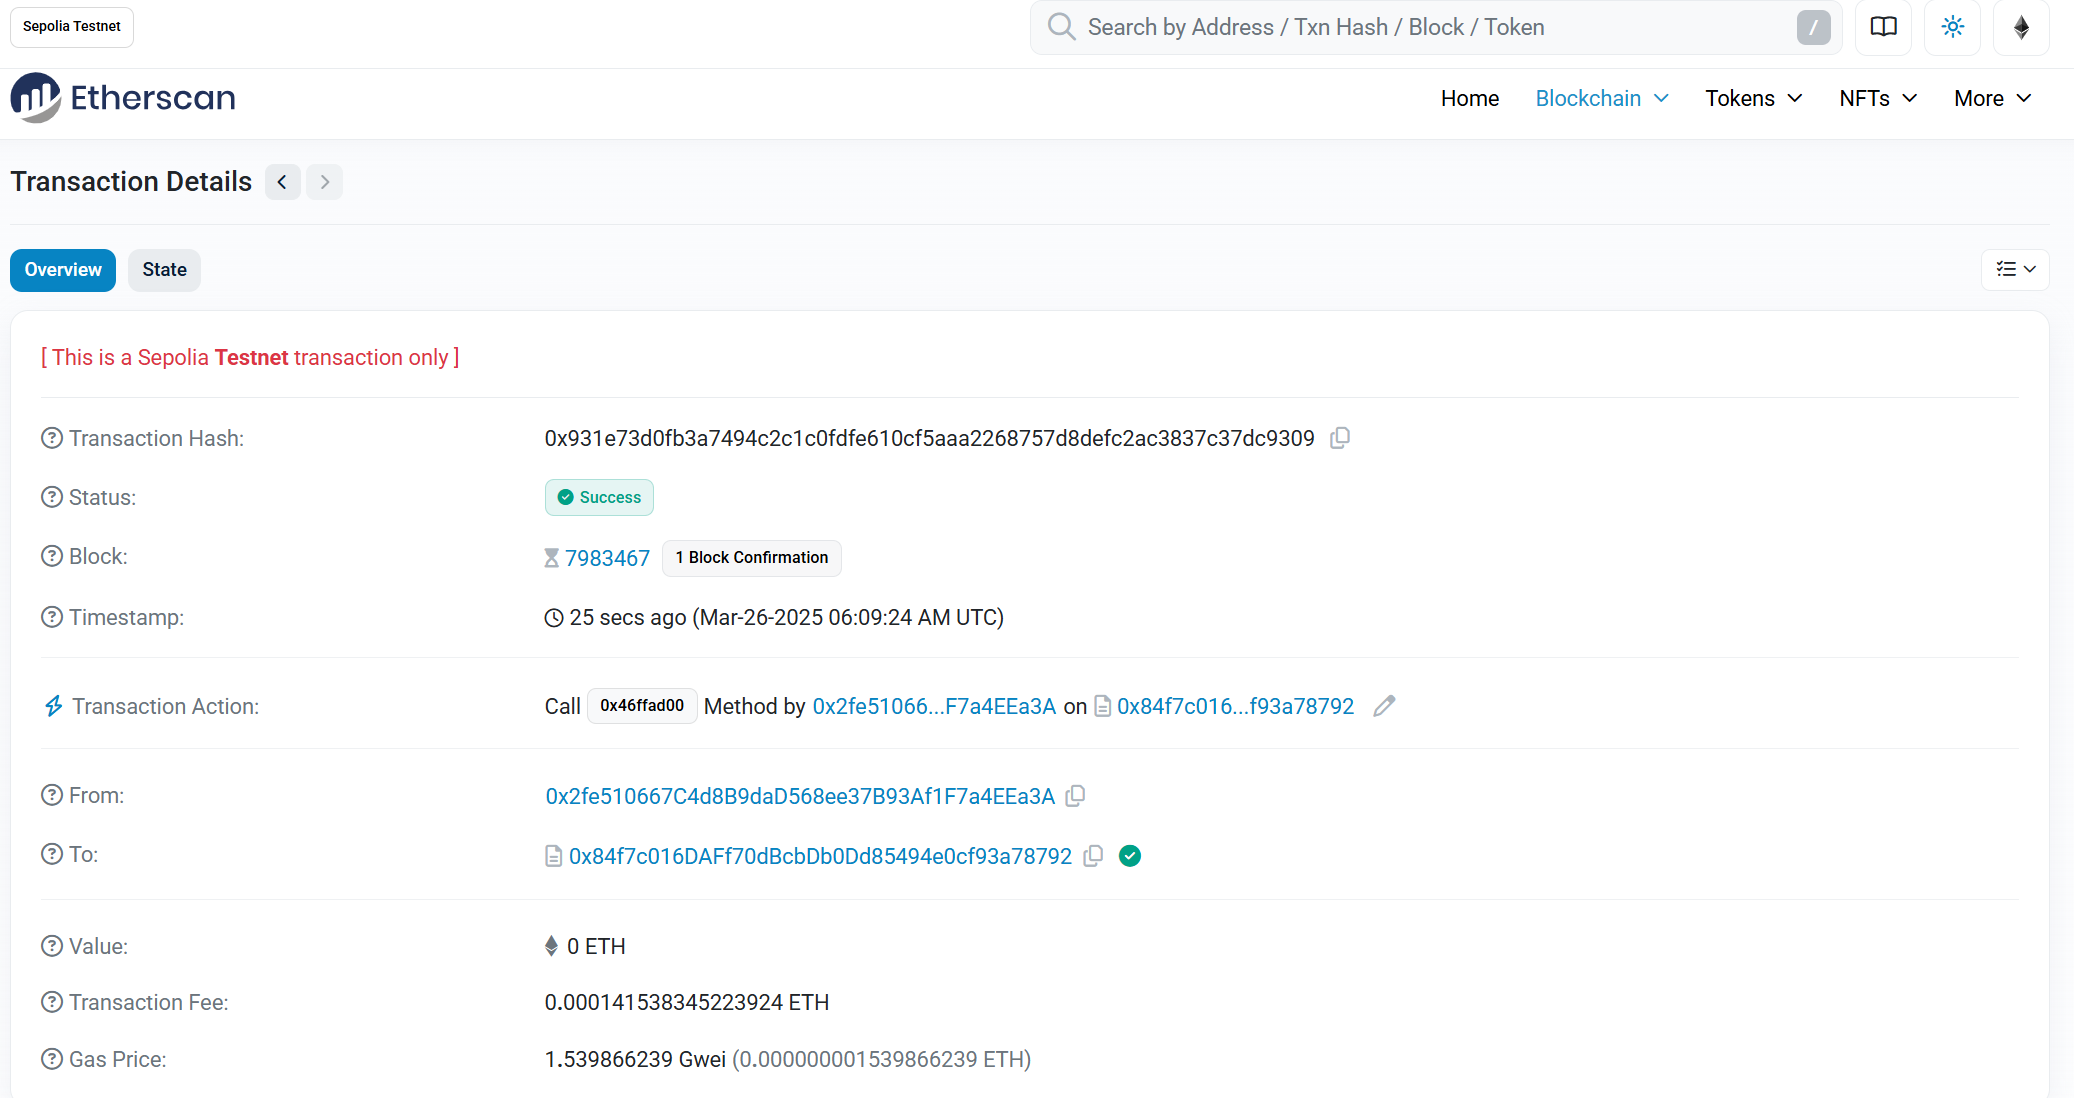 Sepolia Testnet
Search by Address / Txn Hash / Block / Token /
Etherscan
Home Blockchain Tokens NFTs More
Transaction Details
Overview State
[ This is a Sepolia Testnet transaction only ]
Transaction Hash: 0x931e73d0fb3a7494c2c1c0fdfe610cf5aaa2268757d8defc2ac3837c37dc9309
Status: Success
Block: 7983467 1 Block Confirmation
Timestamp: 25 secs ago (Mar-26-2025 06:09:24 AM UTC)
Transaction Action: Call 0x46ffad00 Method by 0x2fe51066...F7a4EEa3A on 0x84f7c016...f93a78792
From: 0x2fe510667C4d8B9daD568ee37B93Af1F7a4EEa3A
To: 0x84f7c016DAFf70dBcbDb0Dd85494e0cf93a78792
Value: 0 ETH
Transaction Fee: 0.000141538345223924 ETH
Gas Price: 1.539866239 Gwei (0.000000001539866239 ETH)